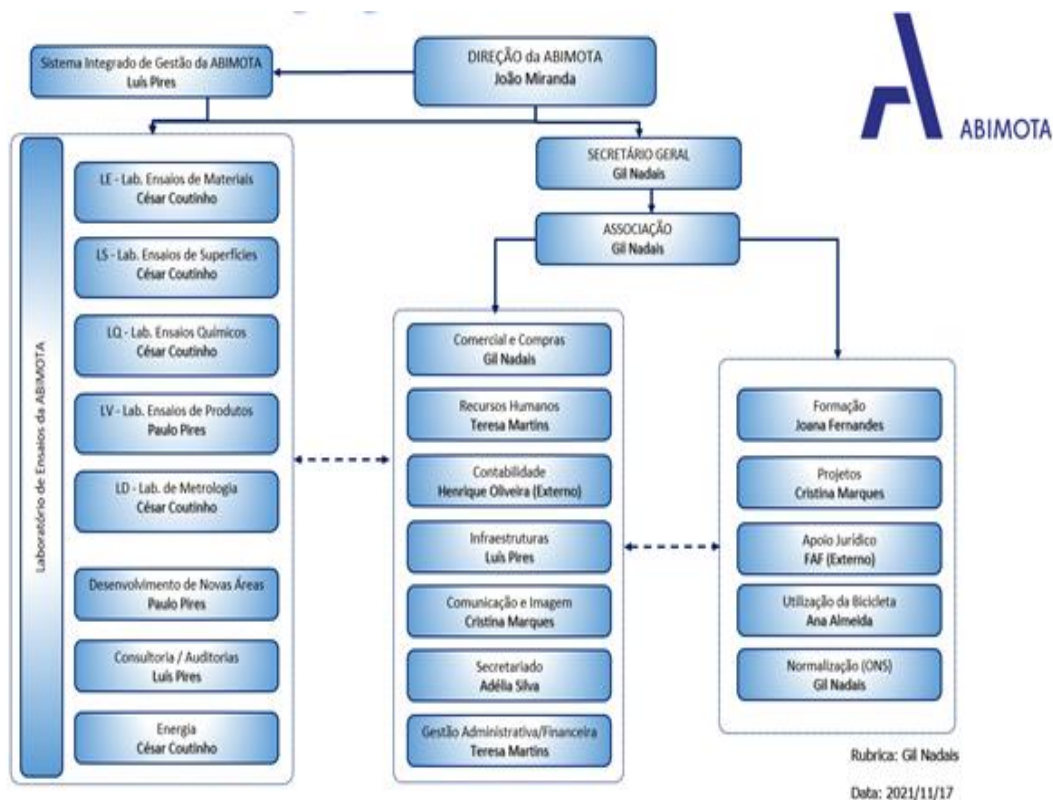 Sistema Integrado de Gestão da ABIMOTA
Luís Pires
DIREÇÃO da ABIMOTA
João Miranda
ABIMOTA
SECRETÁRIO GERAL
Gil Nadais
ASSOCIAÇÃO
Gil Nadais
Laboratório de Ensaios da ABIMOTA
LE - Lab. Ensaios de Materiais
César Coutinho
LS - Lab. Ensaios de Superfícies
César Coutinho
LQ - Lab. Ensaios Químicos
César Coutinho
LV - Lab. Ensaios de Produtos
Paulo Pires
LD - Lab. de Metrologia
César Coutinho
Desenvolvimento de Novas Áreas
Paulo Pires
Consultoria / Auditorias
Luís Pires
Energia
César Coutinho
Comercial e Compras
Gil Nadais
Recursos Humanos
Teresa Martins
Contabilidade
Henrique Oliveira (Externo)
Infraestruturas
Luís Pires
Comunicação e Imagem
Cristina Marques
Secretariado
Adélia Silva
Gestão Administrativa/Financeira
Teresa Martins
Formação
Joana Fernandes
Projetos
Cristina Marques
Apoio Jurídico
FAF (Externo)
Utilização da Bicicleta
Ana Almeida
Normalização (ONS)
Gil Nadais
Rubrica: Gil Nadais
Data: 2021/11/17